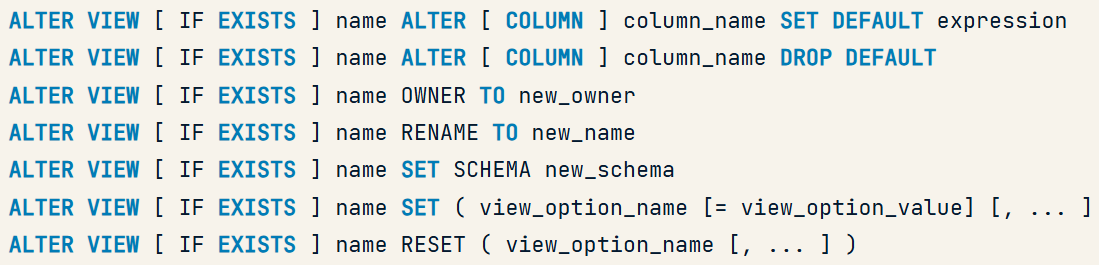 ALTER VIEW [ IF EXISTS ] name ALTER [ COLUMN ] column_name SET DEFAULT expression
ALTER VIEW [ IF EXISTS ] name ALTER [ COLUMN ] column_name DROP DEFAULT
ALTER VIEW [ IF EXISTS ] name OWNER TO new_owner
ALTER VIEW [ IF EXISTS ] name RENAME TO new_name
ALTER VIEW [ IF EXISTS ] name SET SCHEMA new_schema
ALTER VIEW [ IF EXISTS ] name SET ( view_option_name [= view_option_value] [, ... ]
ALTER VIEW [ IF EXISTS ] name RESET ( view_option_name [, ... ] )